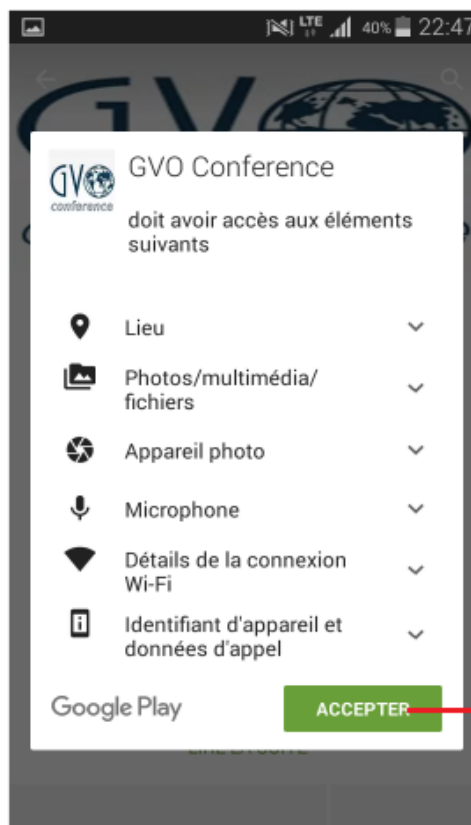 LTE 40% 22:47
GVO
GVO
conference
GVO Conference
doit avoir accès aux éléments
suivants
Lieu
Photos/multimédia/
fichiers
Appareil photo
Microphone
Détails de la connexion
Wi-Fi
Identifiant d'appareil et
données d'appel
Google Play
ACCEPTER